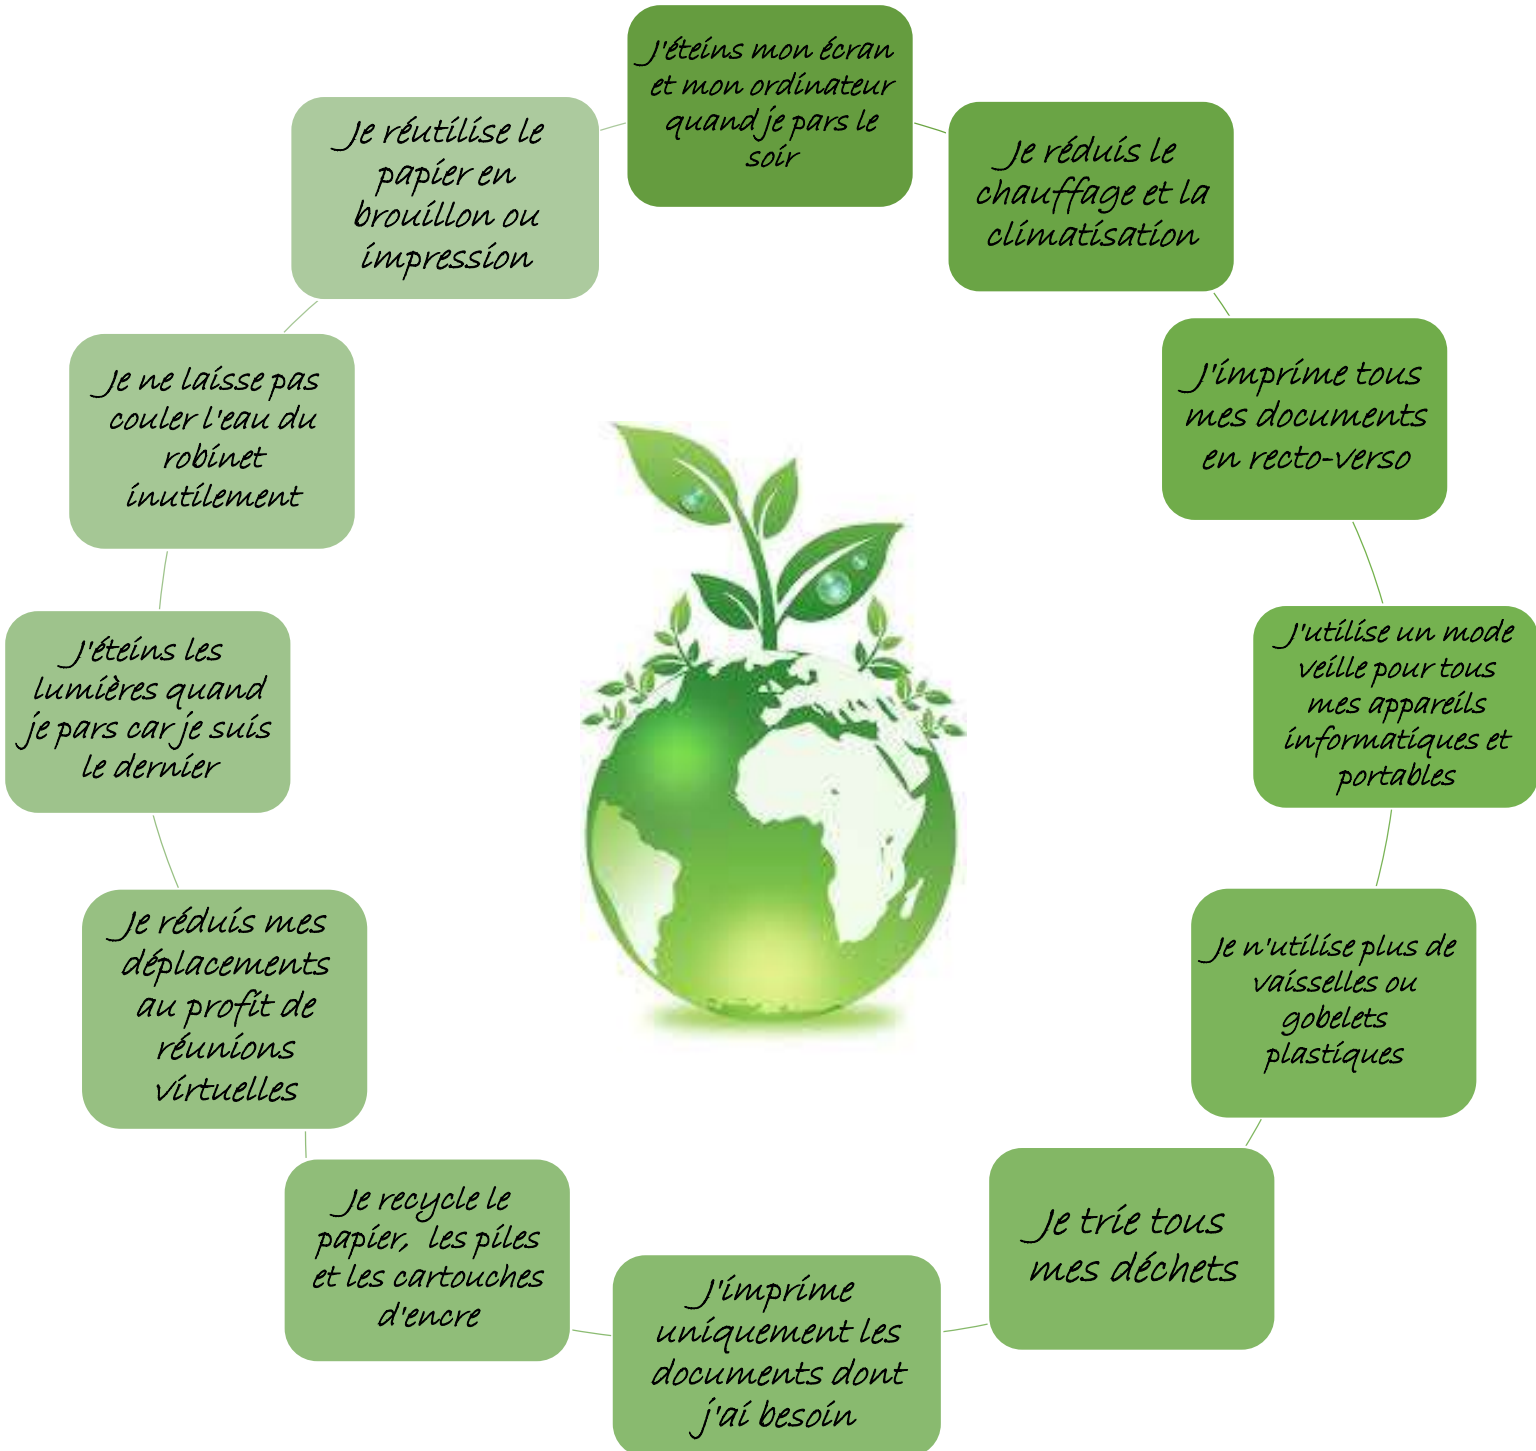 J'éteins mon écran
et mon ordinateur
quand je pars le
soir
Je réduis le
chauffage et la
climatisation
J'imprime tous
mes documents
en recto-verso
J'utilise un mode
veille pour tous
mes appareils
informatiques et
portables
Je n'utilise plus de
vaisselles ou
gobelets
plastiques
Je trie tous
mes déchets
J'imprime
uniquement les
documents dont
j'ai besoin
Je recycle le
papier, les piles
et les cartouches
d'encre
Je réduis mes
déplacements
au profit de
réunions
virtuelles
J'éteins les
lumières quand
je pars car je suis
le dernier
Je ne laisse pas
couler l'eau du
robinet
inutilement
Je réutilise le
papier en
brouillon ou
impression